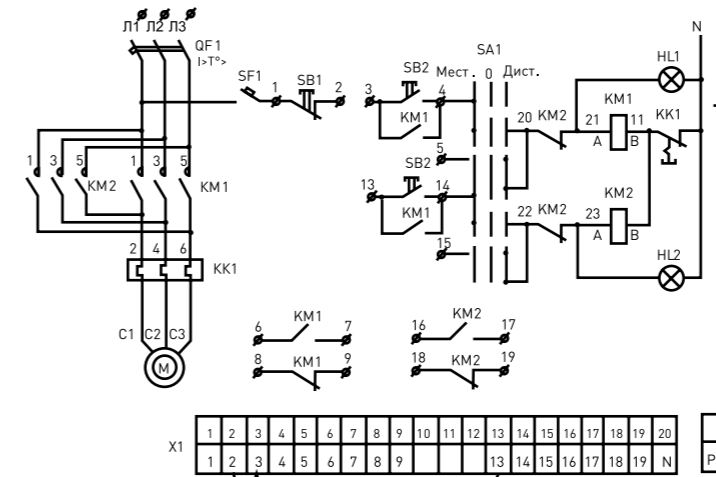 Л1 Л2 Л3
QF1
I>T°>
SF1
1
SB1
2
3
SB2
4
KM1
5
SA1
Мест. 0 Дист.
20
KM2
21
A
KM1
B
11
KK1
HL1
N
1 3 5
KM2
1 3 5
KM1
13
SB2
14
KM1
15
22
KM2
23
A
KM2
B
HL2
2 4 6
KK1
C1 C2 C3
M
6 KM1 7
16 KM2 17
8 KM1 9
18 KM2 19
X1
1 2 3 4 5 6 7 8 9 10 11 12 13 14 15 16 17 18 19 20
1 2 3 4 5 6 7 8 9 13 14 15 16 17 18 19 N
Р